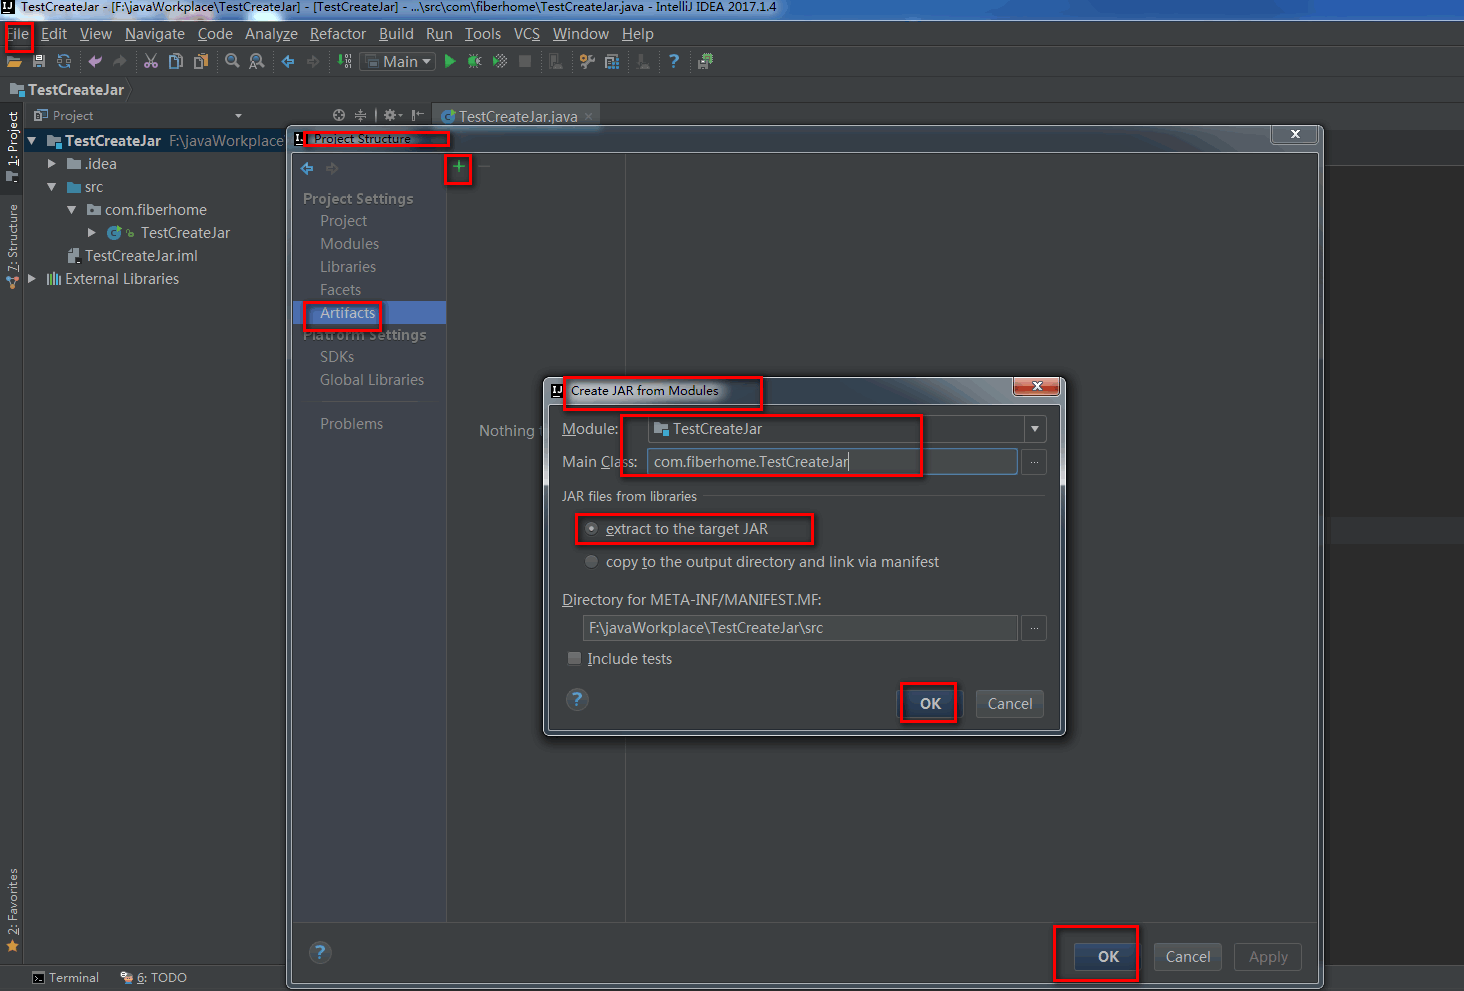 TestCreateJar - [F:\javaWorkplace\TestCreateJar] - [TestCreateJar] - ...\src\com\fiberhome\TestCreateJar.java - IntelliJ IDEA 2017.1.4
File Edit View Navigate Code Analyze Refactor Build Run Tools VCS Window Help
Main
TestCreateJar
Project
TestCreateJar.java
1: Project
7: Structure
2: Favorites
TestCreateJar F:\javaWorkplace
.idea
src
com.fiberhome
TestCreateJar
TestCreateJar.iml
External Libraries
Project Structure
Project Settings
Project
Modules
Libraries
Facets
Artifacts
Platform Settings
SDKs
Global Libraries
Problems
Nothing
Create JAR from Modules
Module: TestCreateJar
Main Class: com.fiberhome.TestCreateJar
JAR files from libraries
extract to the target JAR
copy to the output directory and link via manifest
Directory for META-INF/MANIFEST.MF:
F:\javaWorkplace\TestCreateJar\src
Include tests
OK Cancel
OK Cancel Apply
Terminal 6: TODO